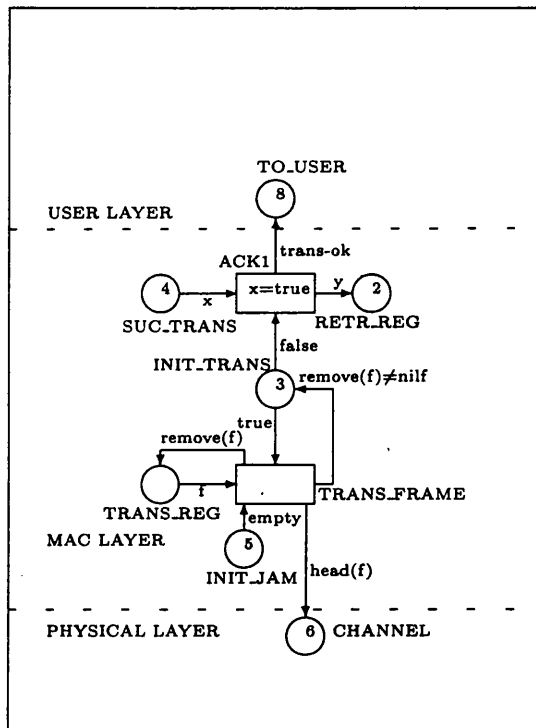 TO_USER
8
USER LAYER
trans-ok
ACK1
4
x
x=true
y
2
SUC_TRANS
RETR_REG
false
INIT_TRANS
3
remove(f)≠nilf
true
remove(f)
f
TRANS_REG
TRANS_FRAME
empty
MAC LAYER
5
INIT_JAM
head(f)
PHYSICAL LAYER
6
CHANNEL